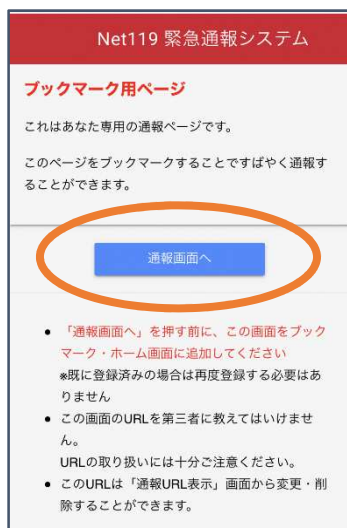 Net119 緊急通報システム
ブックマーク用ページ
これはあなた専用の通報ページです。
このページをブックマークすることですばやく通報す
ることができます。
通報画面へ
• 「通報画面へ」を押す前に、この画面をブック
マーク・ホーム画面に追加してください
※既に登録済みの場合は再度登録する必要はあ
りません
• この画面のURLを第三者に教えてはいけませ
ん。
URLの取り扱いには十分ご注意ください。
• このURLは「通報URL表示」画面から変更・削
除することができます。